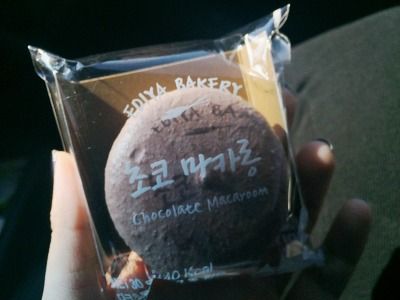 EDIYA BAKERY
초코 마카롱
Chocolate Macaroon